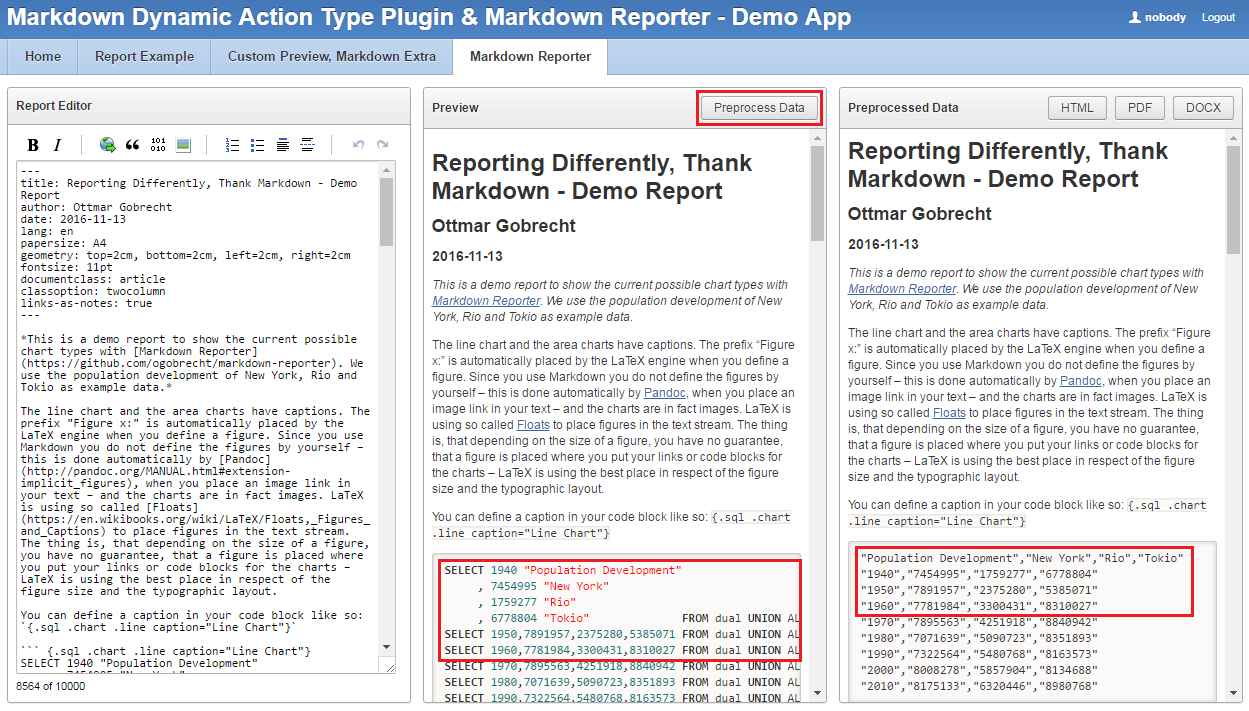 Markdown Dynamic Action Type Plugin & Markdown Reporter - Demo App
nobody
Logout
Home
Report Example
Custom Preview, Markdown Extra
Markdown Reporter
Report Editor
B I
101
010
---
title: Reporting Differently, Thank Markdown - Demo
Report
author: Ottmar Gobrecht
date: 2016-11-13
lang: en
papersize: A4
geometry: top=2cm, bottom=2cm, left=2cm, right=2cm
fontsize: 11pt
documentclass: article
classoption: twocolumn
links-as-notes: true
---
*This is a demo report to show the current possible
chart types with [Markdown Reporter]
(https://github.com/ogobrecht/markdown-reporter). We
use the population development of New York, Rio and
Tokio as example data.*
The line chart and the area charts have captions. The
prefix "Figure x:" is automatically placed by the
LaTeX engine when you define a figure. Since you use
Markdown you do not define the figures by yourself –
this is done automatically by [Pandoc]
(http://pandoc.org/MANUAL.html#extension-
implicit_figures), when you place an image link in
your text – and the charts are in fact images. LaTeX
is using so called [Floats]
(https://en.wikibooks.org/wiki/LaTeX/Floats,_Figures_
and_Captions) to place figures in the text stream.
The thing is, that depending on the size of a figure,
you have no guarantee, that a figure is placed where
you put your links or code blocks for the charts –
LaTeX is using the best place in respect of the
figure size and the typographic layout.
You can define a caption in your code block like so:
`{.sql .chart .line caption="Line Chart"}`
``` {.sql .chart .line caption="Line Chart"}
SELECT 1940 "Population Development"
, 7454995 "New York"
8564 of 10000
Preview
Preprocess Data
Reporting Differently, Thank
Markdown - Demo Report
Ottmar Gobrecht
2016-11-13
This is a demo report to show the current possible chart types with
Markdown Reporter. We use the population development of New
York, Rio and Tokio as example data.
The line chart and the area charts have captions. The prefix “Figure
x:” is automatically placed by the LaTeX engine when you define a
figure. Since you use Markdown you do not define the figures by
yourself – this is done automatically by Pandoc, when you place an
image link in your text – and the charts are in fact images. LaTeX is
using so called Floats to place figures in the text stream. The thing
is, that depending on the size of a figure, you have no guarantee,
that a figure is placed where you put your links or code blocks for
the charts – LaTeX is using the best place in respect of the figure
size and the typographic layout.
You can define a caption in your code block like so: {.sql .chart
.line caption="Line Chart"}
SELECT 1940 "Population Development"
, 7454995 "New York"
, 1759277 "Rio"
, 6778804 "Tokio" FROM dual UNION AL
SELECT 1950,7891957,2375280,5385071 FROM dual UNION AL
SELECT 1960,7781984,3300431,8310027 FROM dual UNION AL
SELECT 1970,7895563,4251918,8840942 FROM dual UNION AL
SELECT 1980,7071639,5090723,8351893 FROM dual UNION AL
SELECT 1990,7322564,5480768,8163573 FROM dual UNION AL
Preprocessed Data
HTML
PDF
DOCX
Reporting Differently, Thank
Markdown - Demo Report
Ottmar Gobrecht
2016-11-13
This is a demo report to show the current possible chart types with
Markdown Reporter. We use the population development of New
York, Rio and Tokio as example data.
The line chart and the area charts have captions. The prefix “Figure
x:” is automatically placed by the LaTeX engine when you define a
figure. Since you use Markdown you do not define the figures by
yourself – this is done automatically by Pandoc, when you place an
image link in your text – and the charts are in fact images. LaTeX is
using so called Floats to place figures in the text stream. The thing
is, that depending on the size of a figure, you have no guarantee,
that a figure is placed where you put your links or code blocks for
the charts – LaTeX is using the best place in respect of the figure
size and the typographic layout.
You can define a caption in your code block like so: {.sql .chart
.line caption="Line Chart"}
"Population Development","New York","Rio","Tokio"
"1940","7454995","1759277","6778804"
"1950","7891957","2375280","5385071"
"1960","7781984","3300431","8310027"
"1970","7895563","4251918","8840942"
"1980","7071639","5090723","8351893"
"1990","7322564","5480768","8163573"
"2000","8008278","5857904","8134688"
"2010","8175133","6320446","8980768"